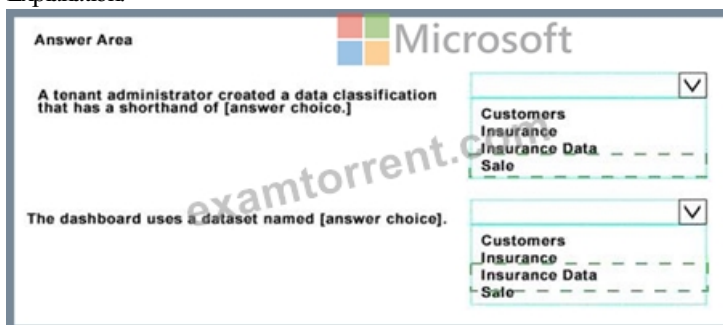 Explanation:
Microsoft
Answer Area
A tenant administrator created a data classification
that has a shorthand of [answer choice.]
Customers
Insurance
Insurance Data
Sale
examtorrent.com
The dashboard uses a dataset named [answer choice].
Customers
Insurance
Insurance Data
Sale